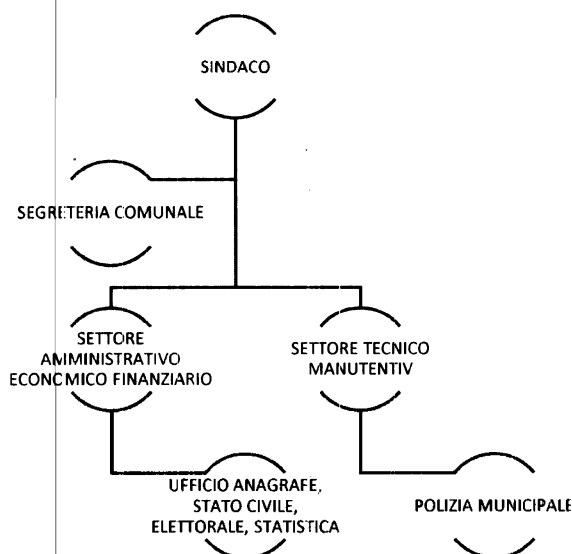 SINDACO
SEGRETERIA COMUNALE
SETTORE
AMMINISTRATIVO
ECONOMICO FINANZIARIO
SETTORE TECNICO
MANUTENTIV
UFFICIO ANAGRAFE,
STATO CIVILE,
ELETTORALE, STATISTICA
POLIZIA MUNICIPALE